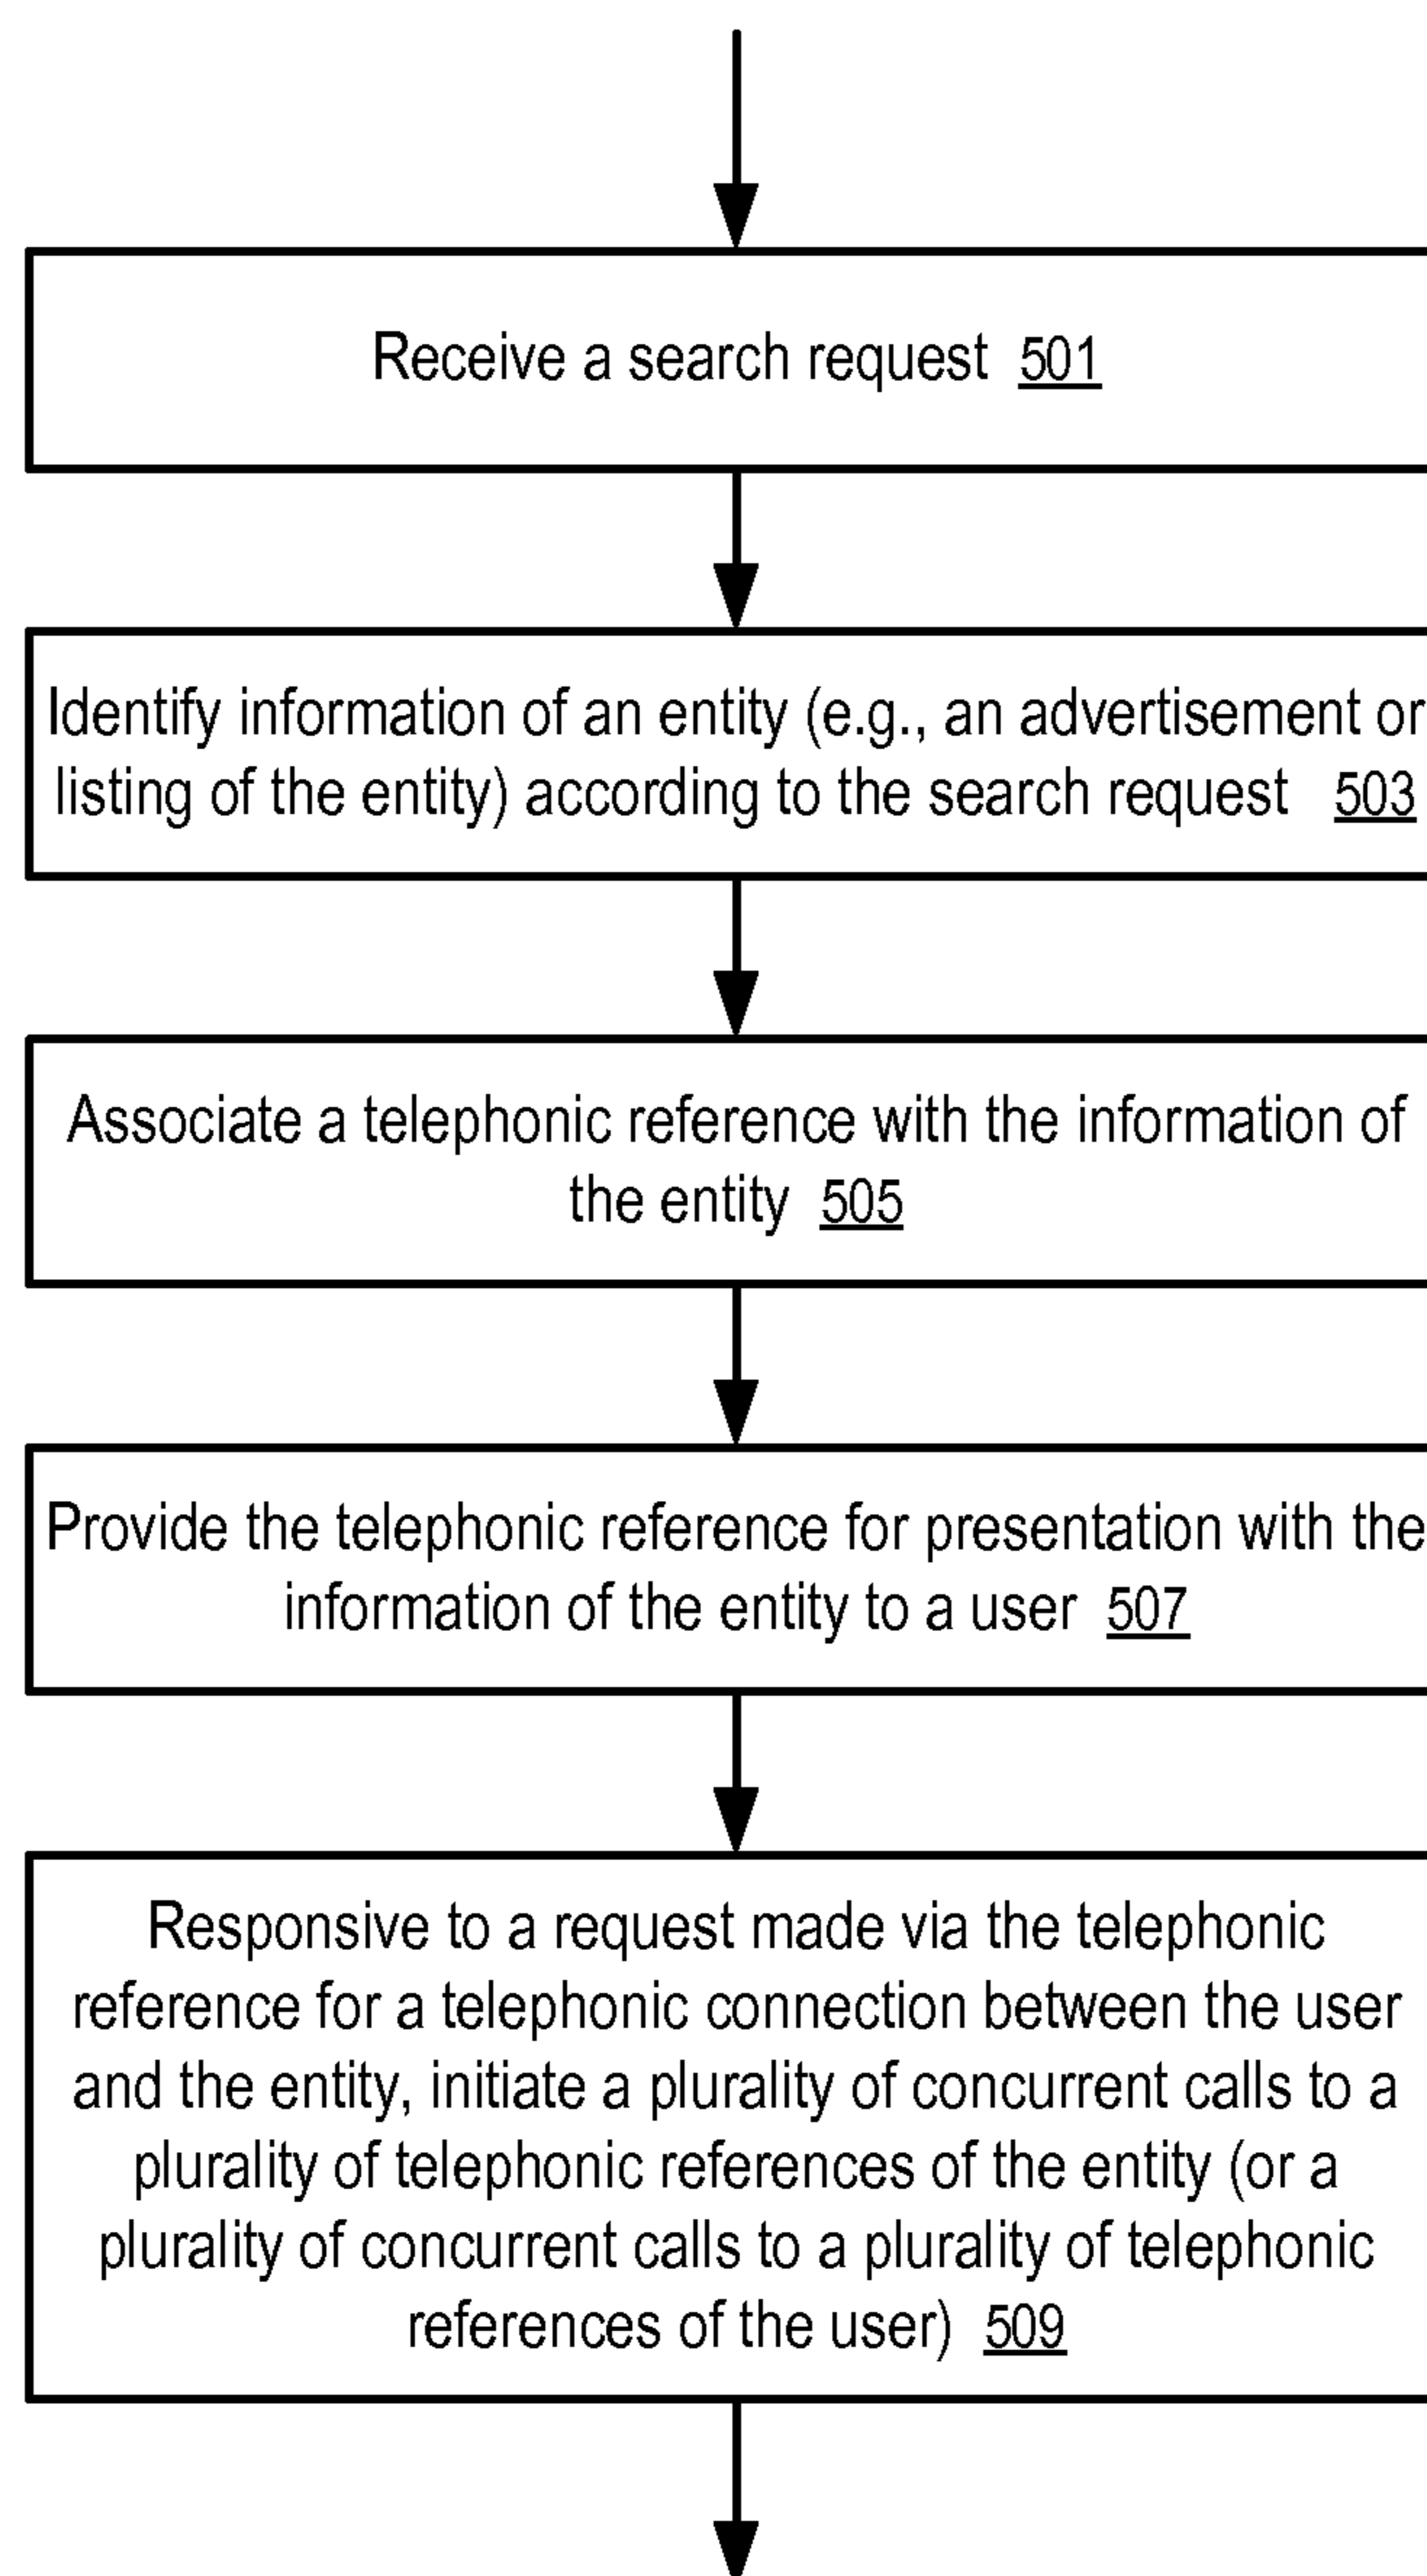 Receive a search request 501
Identify information of an entity (e.g., an advertisement or
listing of the entity) according to the search request 503
Associate a telephonic reference with the information of
the entity 505
Provide the telephonic reference for presentation with the
information of the entity to a user 507
Responsive to a request made via the telephonic
reference for a telephonic connection between the user
and the entity, initiate a plurality of concurrent calls to a
plurality of telephonic references of the entity (or a
plurality of concurrent calls to a plurality of telephonic
references of the user) 509